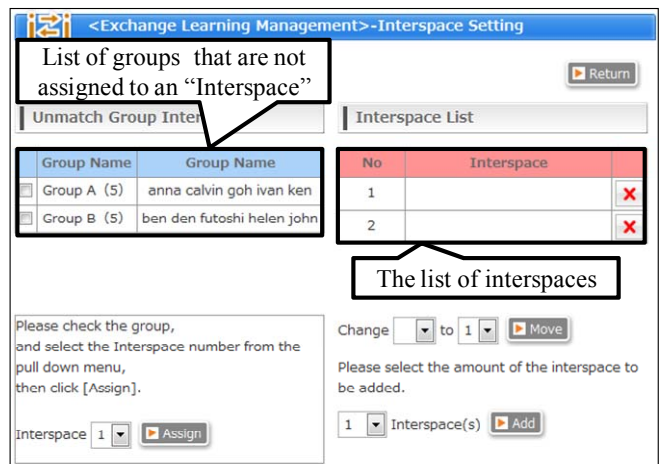 <Exchange Learning Management>-Interspace Setting
List of groups that are not
assigned to an “Interspace”
Return
Unmatch Group Inter
Interspace List
Group Name Group Name
Group A (5) anna calvin goh ivan ken
Group B (5) ben den futoshi helen john
No Interspace
1
2
The list of interspaces
Please check the group,
and select the Interspace number from the
pull down menu,
then click [Assign].
Interspace 1 Assign
Change to 1 Move
Please select the amount of the interspace to
be added.
1 Interspace(s) Add